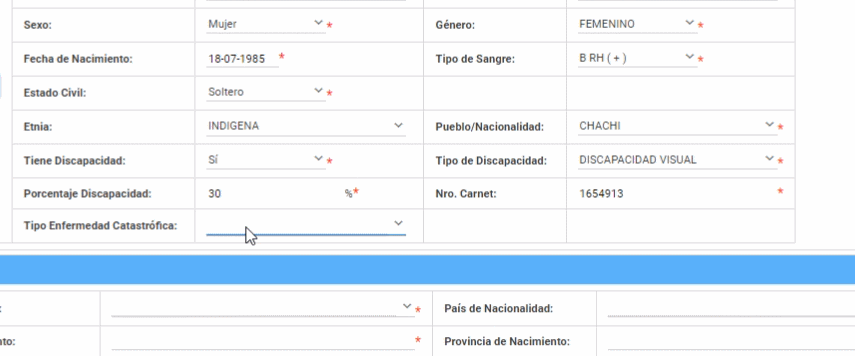 Sexo: Mujer * Género: FEMENINO *
Fecha de Nacimiento: 18-07-1985 * Tipo de Sangre: B RH ( + ) *
Estado Civil: Soltero *
Etnia: INDIGENA Pueblo/Nacionalidad: CHACHI *
Tiene Discapacidad: Sí * Tipo de Discapacidad: DISCAPACIDAD VISUAL *
Porcentaje Discapacidad: 30 %* Nro. Carnet: 1654913 *
Tipo Enfermedad Catastrófica:
: * País de Nacionalidad:
nto: * Provincia de Nacimiento: